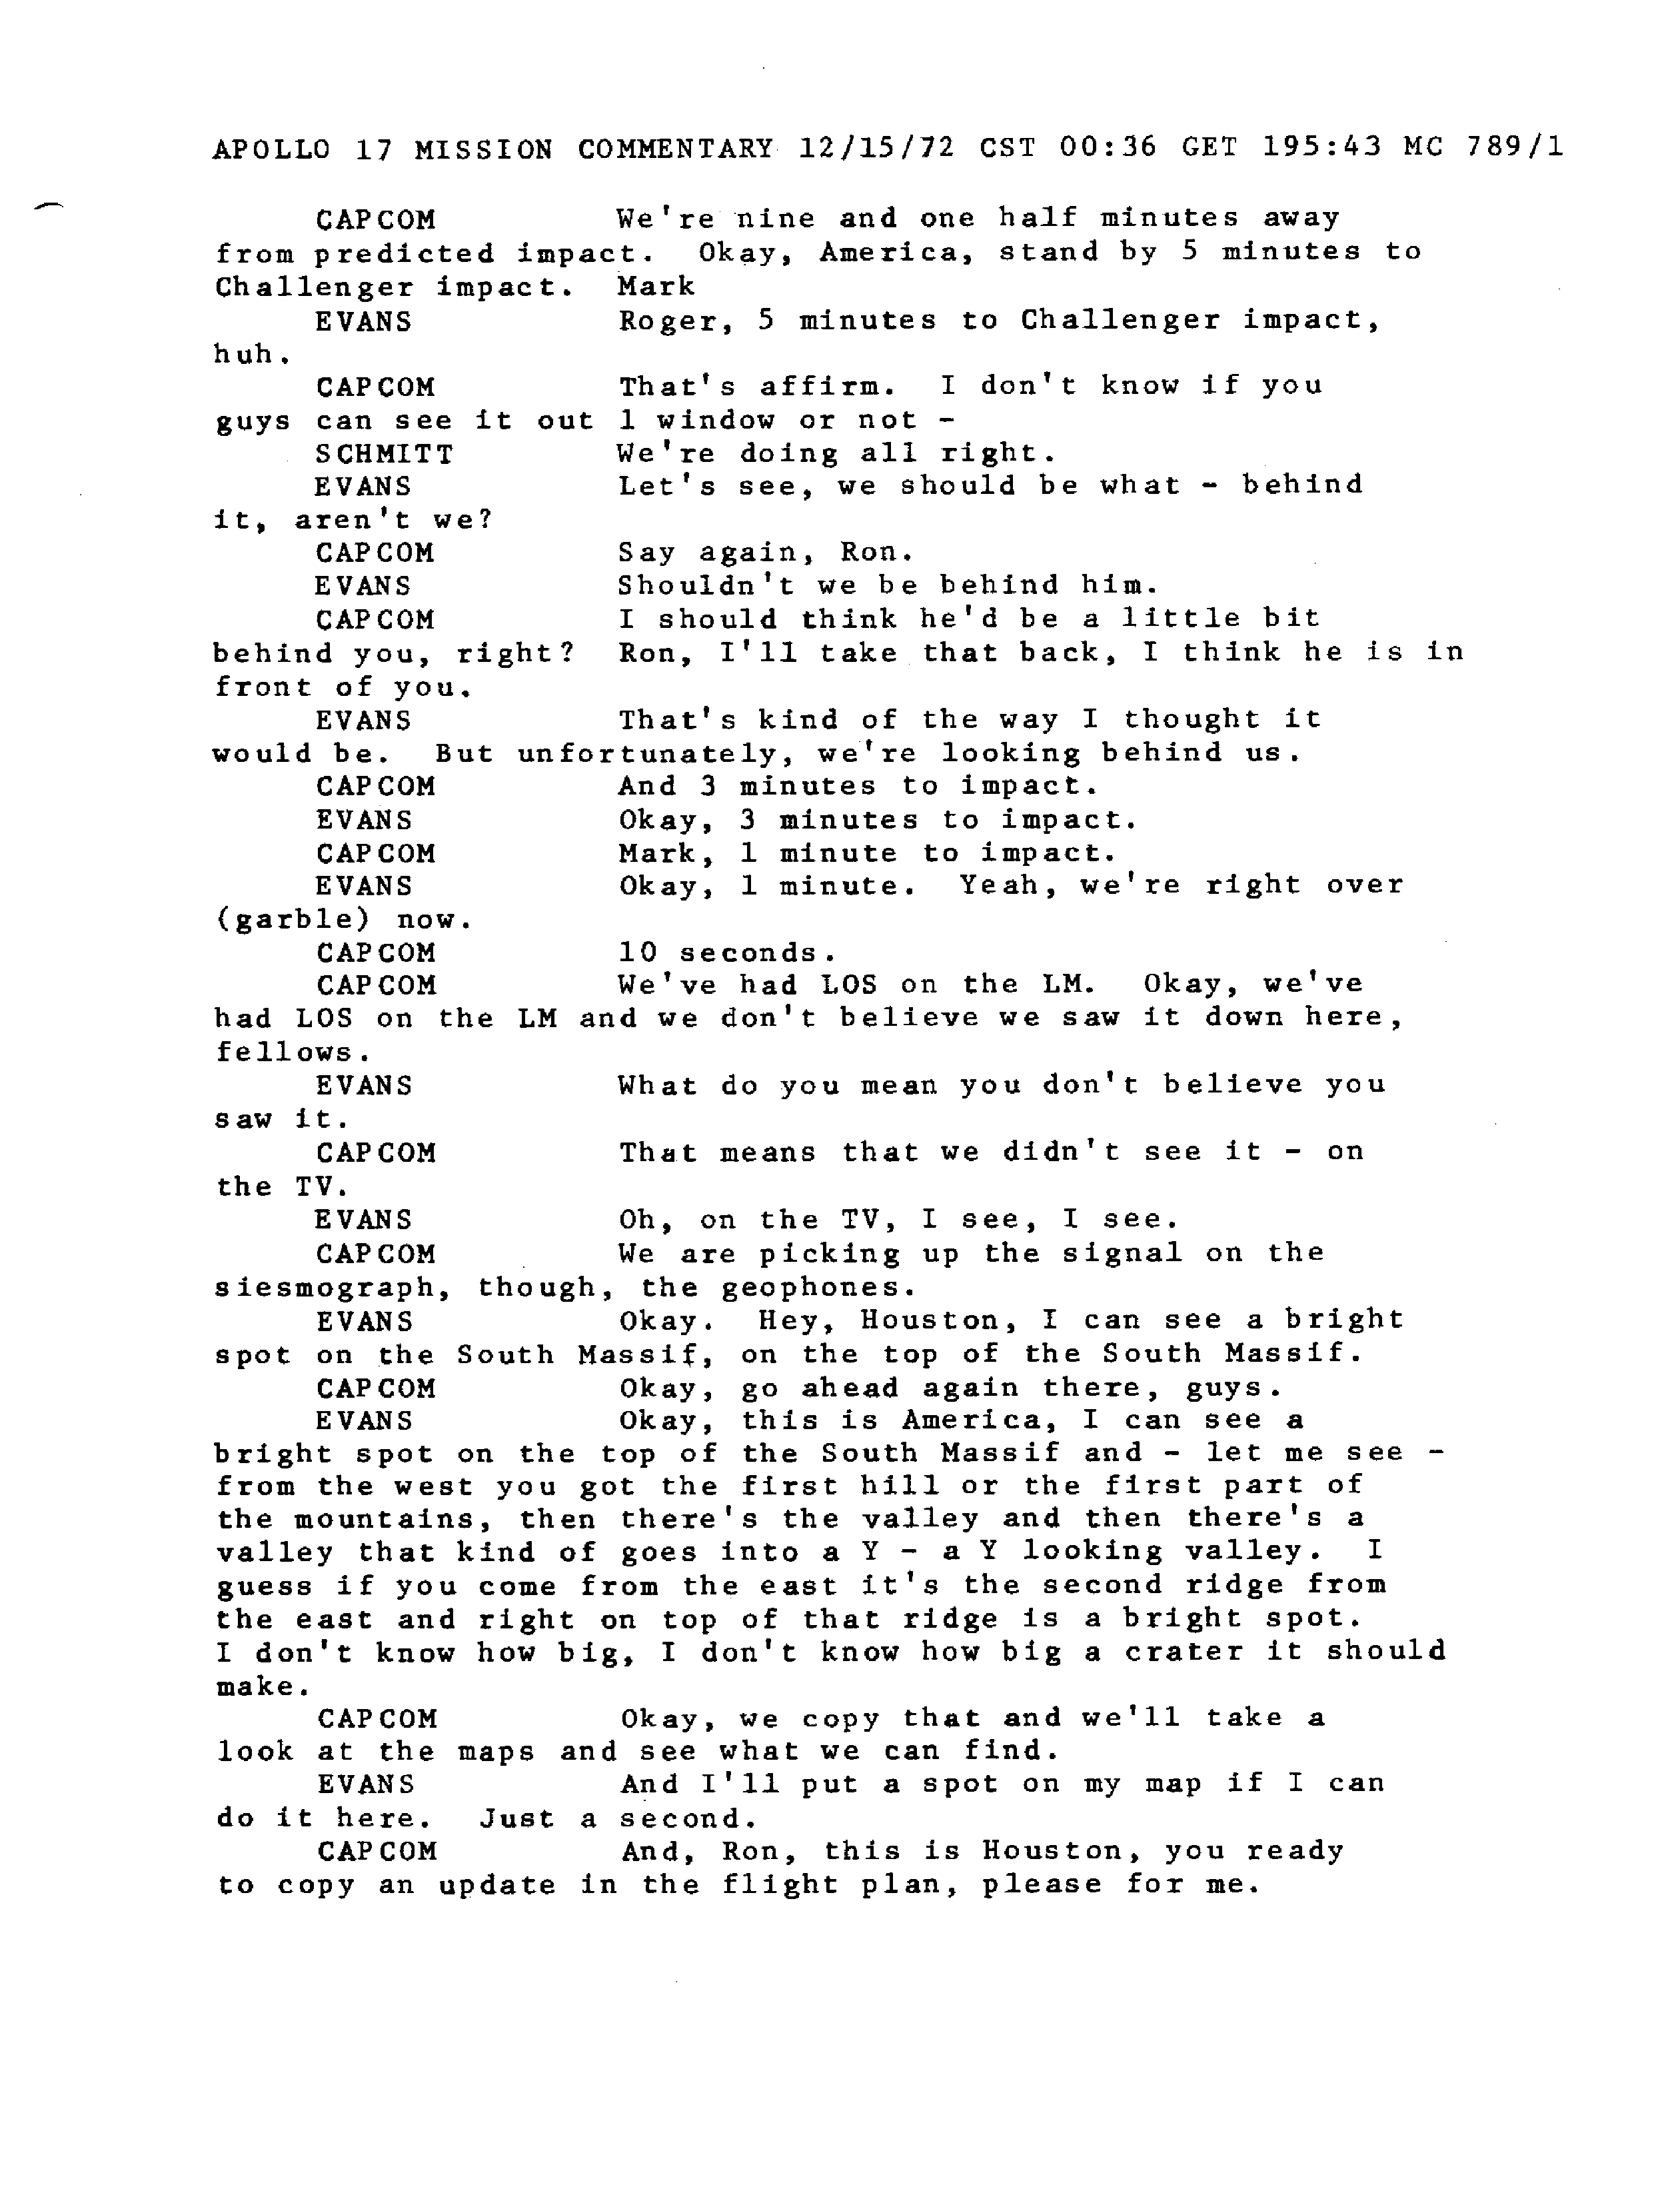 APOLLO 17 MISSION COMMENTARY 12/15/72 CST 00:36 GET 195:43 MC 789/1
CAPCOM We're nine and one half minutes away
from predicted impact. Okay, America, stand by 5 minutes to
Challenger impact. Mark
EVANS Roger, 5 minutes to Challenger impact,
huh.
CAPCOM That's affirm. I don't know if you
guys can see it out 1 window or not -
SCHMITT We're doing all right.
EVANS Let's see, we should be what - behind
it, aren't we?
CAPCOM Say again, Ron.
EVANS Shouldn't we be behind him.
CAPCOM I should think he'd be a little bit
behind you, right? Ron, I'll take that back, I think he is in
front of you.
EVANS That's kind of the way I thought it
would be. But unfortunately, we're looking behind us.
CAPCOM And 3 minutes to impact.
EVANS Okay, 3 minutes to impact.
CAPCOM Mark, 1 minute to impact.
EVANS Okay, 1 minute. Yeah, we're right over
(garble) now.
CAPCOM 10 seconds.
CAPCOM We've had LOS on the LM. Okay, we've
had LOS on the LM and we don't believe we saw it down here,
fellows.
EVANS What do you mean you don't believe you
saw it.
CAPCOM That means that we didn't see it - on
the TV.
EVANS Oh, on the TV, I see, I see.
CAPCOM We are picking up the signal on the
siesmograph, though, the geophones.
EVANS Okay. Hey, Houston, I can see a bright
spot on the South Massif, on the top of the South Massif.
CAPCOM Okay, go ahead again there, guys.
EVANS Okay, this is America, I can see a
bright spot on the top of the South Massif and - let me see -
from the west you got the first hill or the first part of
the mountains, then there's the valley and then there's a
valley that kind of goes into a Y - a Y looking valley. I
guess if you come from the east it's the second ridge from
the east and right on top of that ridge is a bright spot.
I don't know how big, I don't know how big a crater it should
make.
CAPCOM Okay, we copy that and we'll take a
look at the maps and see what we can find.
EVANS And I'll put a spot on my map if I can
do it here. Just a second.
CAPCOM And, Ron, this is Houston, you ready
to copy an update in the flight plan, please for me.